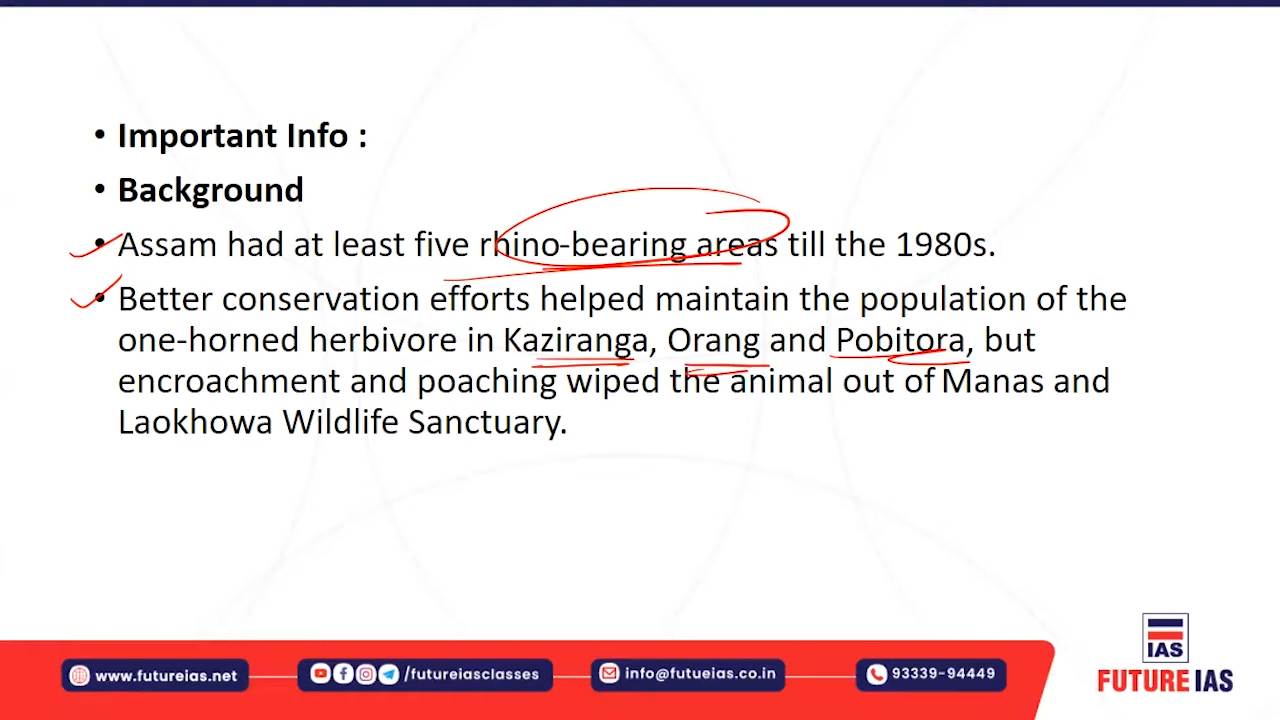 • Important Info :
• Background
• Assam had at least five rhino-bearing areas till the 1980s.
• Better conservation efforts helped maintain the population of the
one-horned herbivore in Kaziranga, Orang and Pobitora, but
encroachment and poaching wiped the animal out of Manas and
Laokhowa Wildlife Sanctuary.
www.futureias.net
/futureiasclasses
info@futueias.co.in
93339-94449
IAS
FUTURE IAS